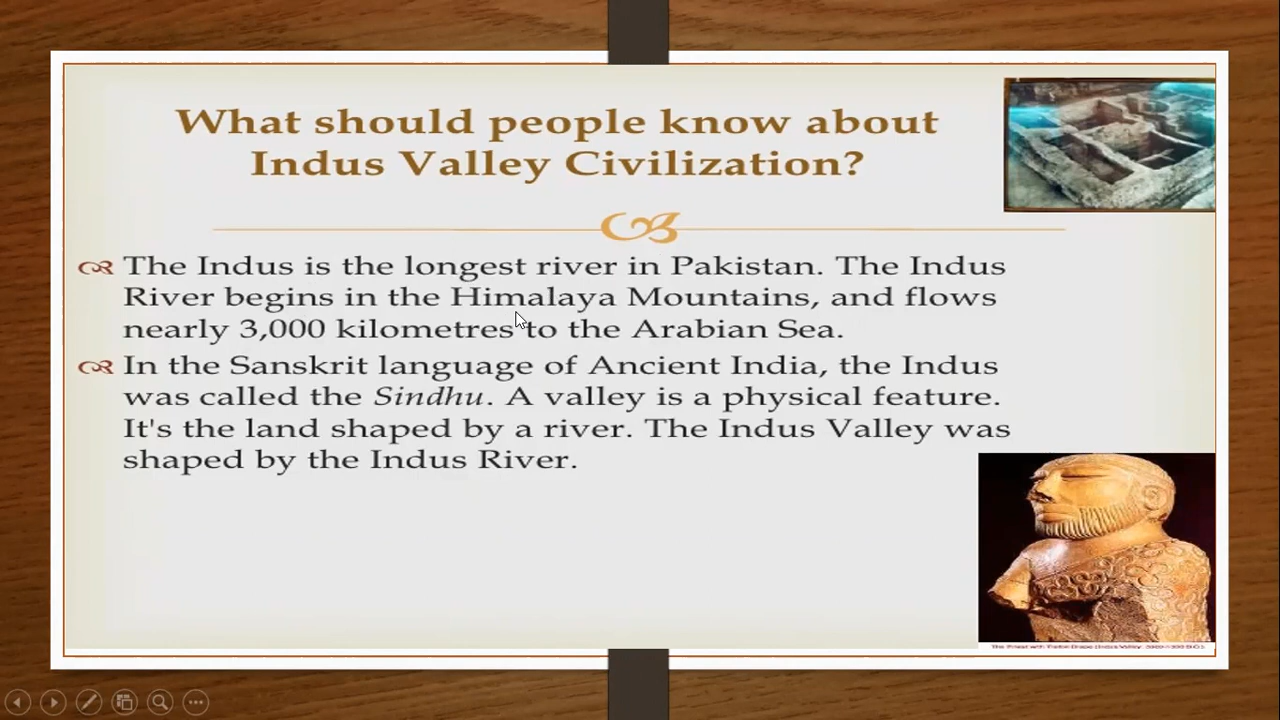 What should people know about
Indus Valley Civilization?
The Indus is the longest river in Pakistan. The Indus
River begins in the Himalaya Mountains, and flows
nearly 3,000 kilometres to the Arabian Sea.
In the Sanskrit language of Ancient India, the Indus
was called the Sindhu. A valley is a physical feature.
It's the land shaped by a river. The Indus Valley was
shaped by the Indus River.